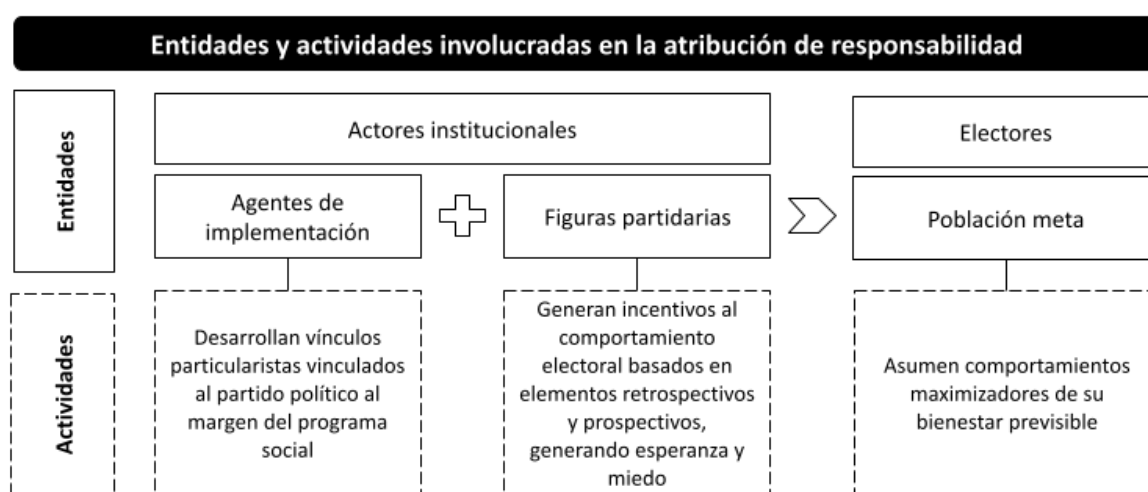 Entidades y actividades involucradas en la atribución de responsabilidad
Entidades
Actores institucionales
Electores
Agentes de
implementación
Figuras partidarias
Población meta
Actividades
Desarrollan vínculos
particularistas vinculados
al partido político al
margen del programa
social
Generan incentivos al
comportamiento
electoral basados en
elementos retrospectivos
y prospectivos,
generando esperanza y
miedo
Asumen comportamientos
maximizadores de su
bienestar previsible